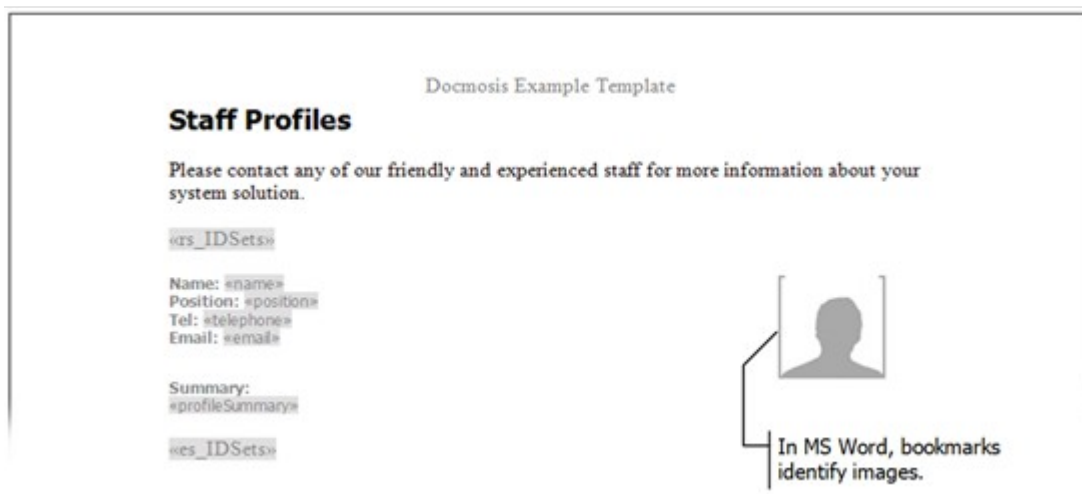 Docmosis Example Template
Staff Profiles
Please contact any of our friendly and experienced staff for more information about your
system solution.
«rs_IDSets»
Name: «name»
Position: «position»
Tel: «telephone»
Email: «email»
Summary:
«profileSummary»
«es_IDSets»
In MS Word, bookmarks
identify images.